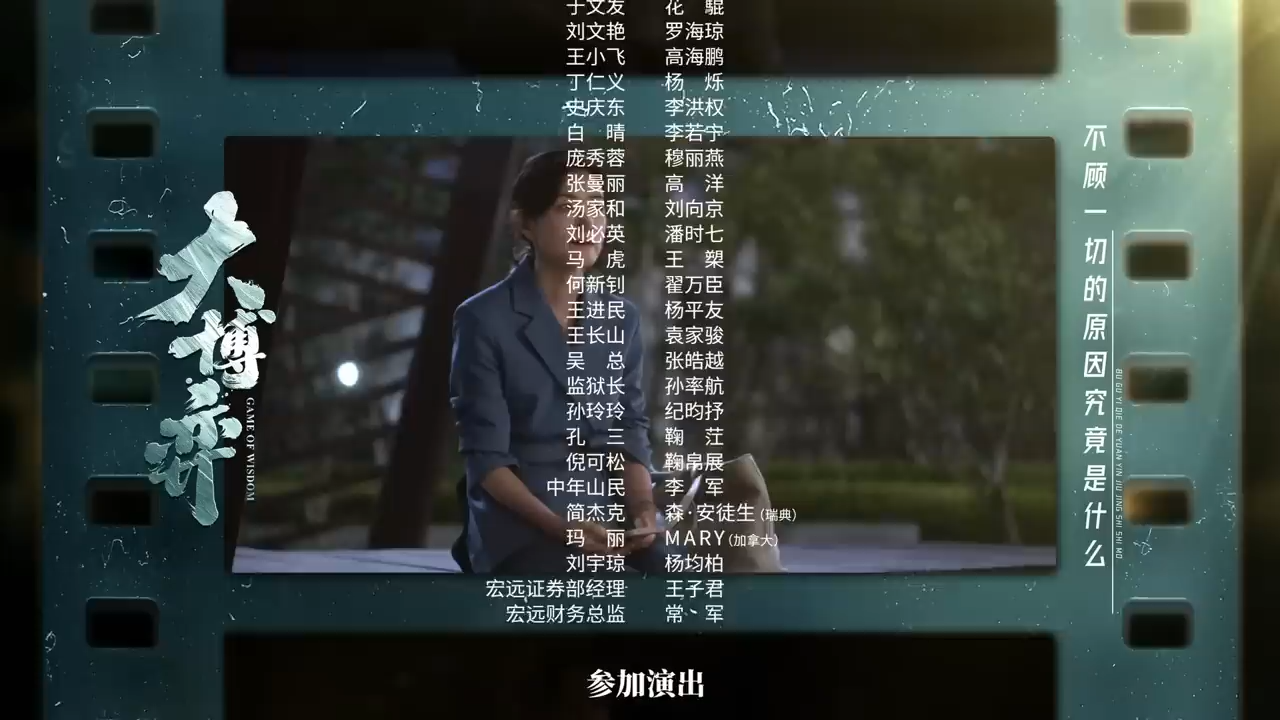 于文发 花 騉
刘文艳 罗海琼
王小飞 高海鹏
丁仁义 杨 烁
史庆东 李洪权
白 晴 李若宁
庞秀蓉 穆丽燕
张曼丽 高 洋
汤家和 刘向京
刘必英 潘时七
马 虎 王 槊
何新钊 翟万臣
王进民 杨平友
王长山 袁家骏
吴 总 张皓越
监狱长 孙率航
孙玲玲 纪昀抒
孔 三 鞠 茳
倪可松 鞠帛展
中年山民 李 军
简杰克 森·安徒生(瑞典)
玛 丽 MARY(加拿大)
刘宇琼 杨均柏
宏远证券部经理 王子君
宏远财务总监 常 军
参加演出
大博弈
GAME OF WISDOM
不顾一切的原因究竟是什么
BU GU YI QIE DE YUAN YIN JIU JING SHI SHI MO